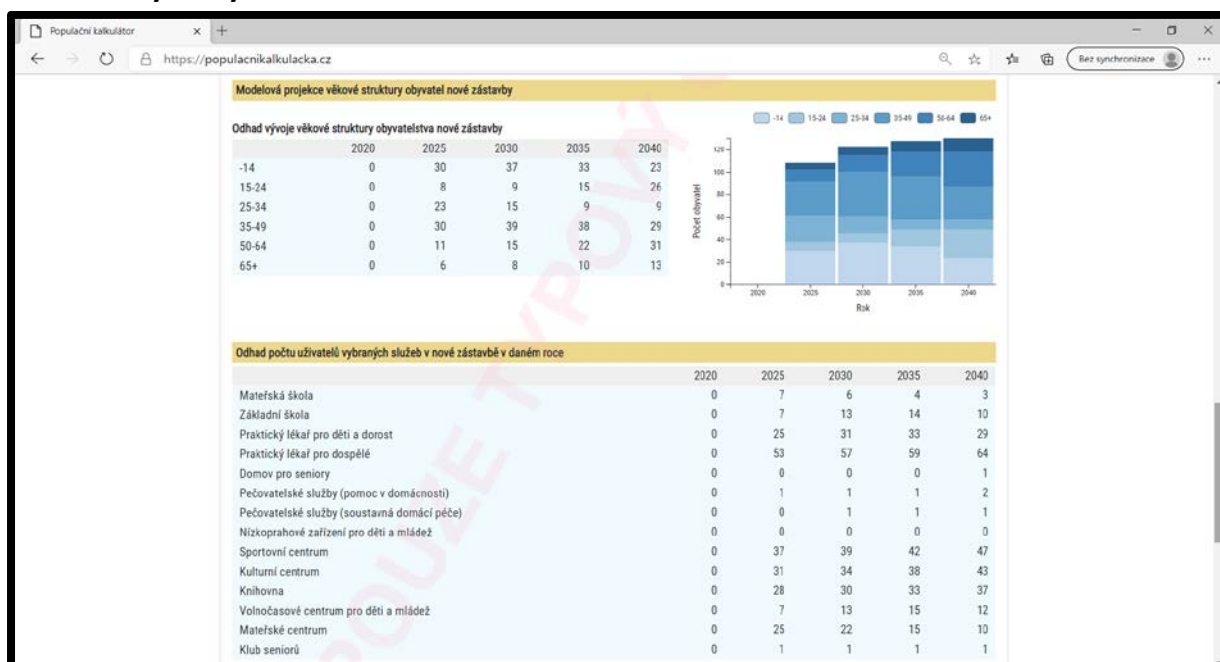 Populační kalkulátor
https://populacnikalkulacka.cz
Bez synchronizace
Modelová projekce věkové struktury obyvatel nové zástavby
Odhad vývoje věkové struktury obyvatelstva nové zástavby
2020 2025 2030 2035 2040
-14 0 30 37 33 23
15-24 0 8 9 15 26
25-34 0 23 15 9 9
35-49 0 30 39 38 29
50-64 0 11 15 22 31
65+ 0 6 8 10 13
-14 15-24 25-34 35-49 50-64 65+
Počet obyvatel
120
100
80
60
40
20
0
2020 2025 2030 2035 2040
Rok
Odhad počtu uživatelů vybraných služeb v nové zástavbě v daném roce
2020 2025 2030 2035 2040
Mateřská škola 0 7 6 4 3
Základní škola 0 7 13 14 10
Praktický lékař pro děti a dorost 0 25 31 33 29
Praktický lékař pro dospělé 0 53 57 59 64
Domov pro seniory 0 0 0 0 1
Pečovatelské služby (pomoc v domácnosti) 0 1 1 1 2
Pečovatelské služby (soustavná domácí péče) 0 0 1 1 1
Nízkoprahové zařízení pro děti a mládež 0 0 0 0 0
Sportovní centrum 0 37 39 42 47
Kulturní centrum 0 31 34 38 43
Knihovna 0 28 30 33 37
Volnočasové centrum pro děti a mládež 0 7 13 15 12
Mateřské centrum 0 25 22 15 10
Klub seniorů 0 1 1 1 1
POUZE TYPOVÝ